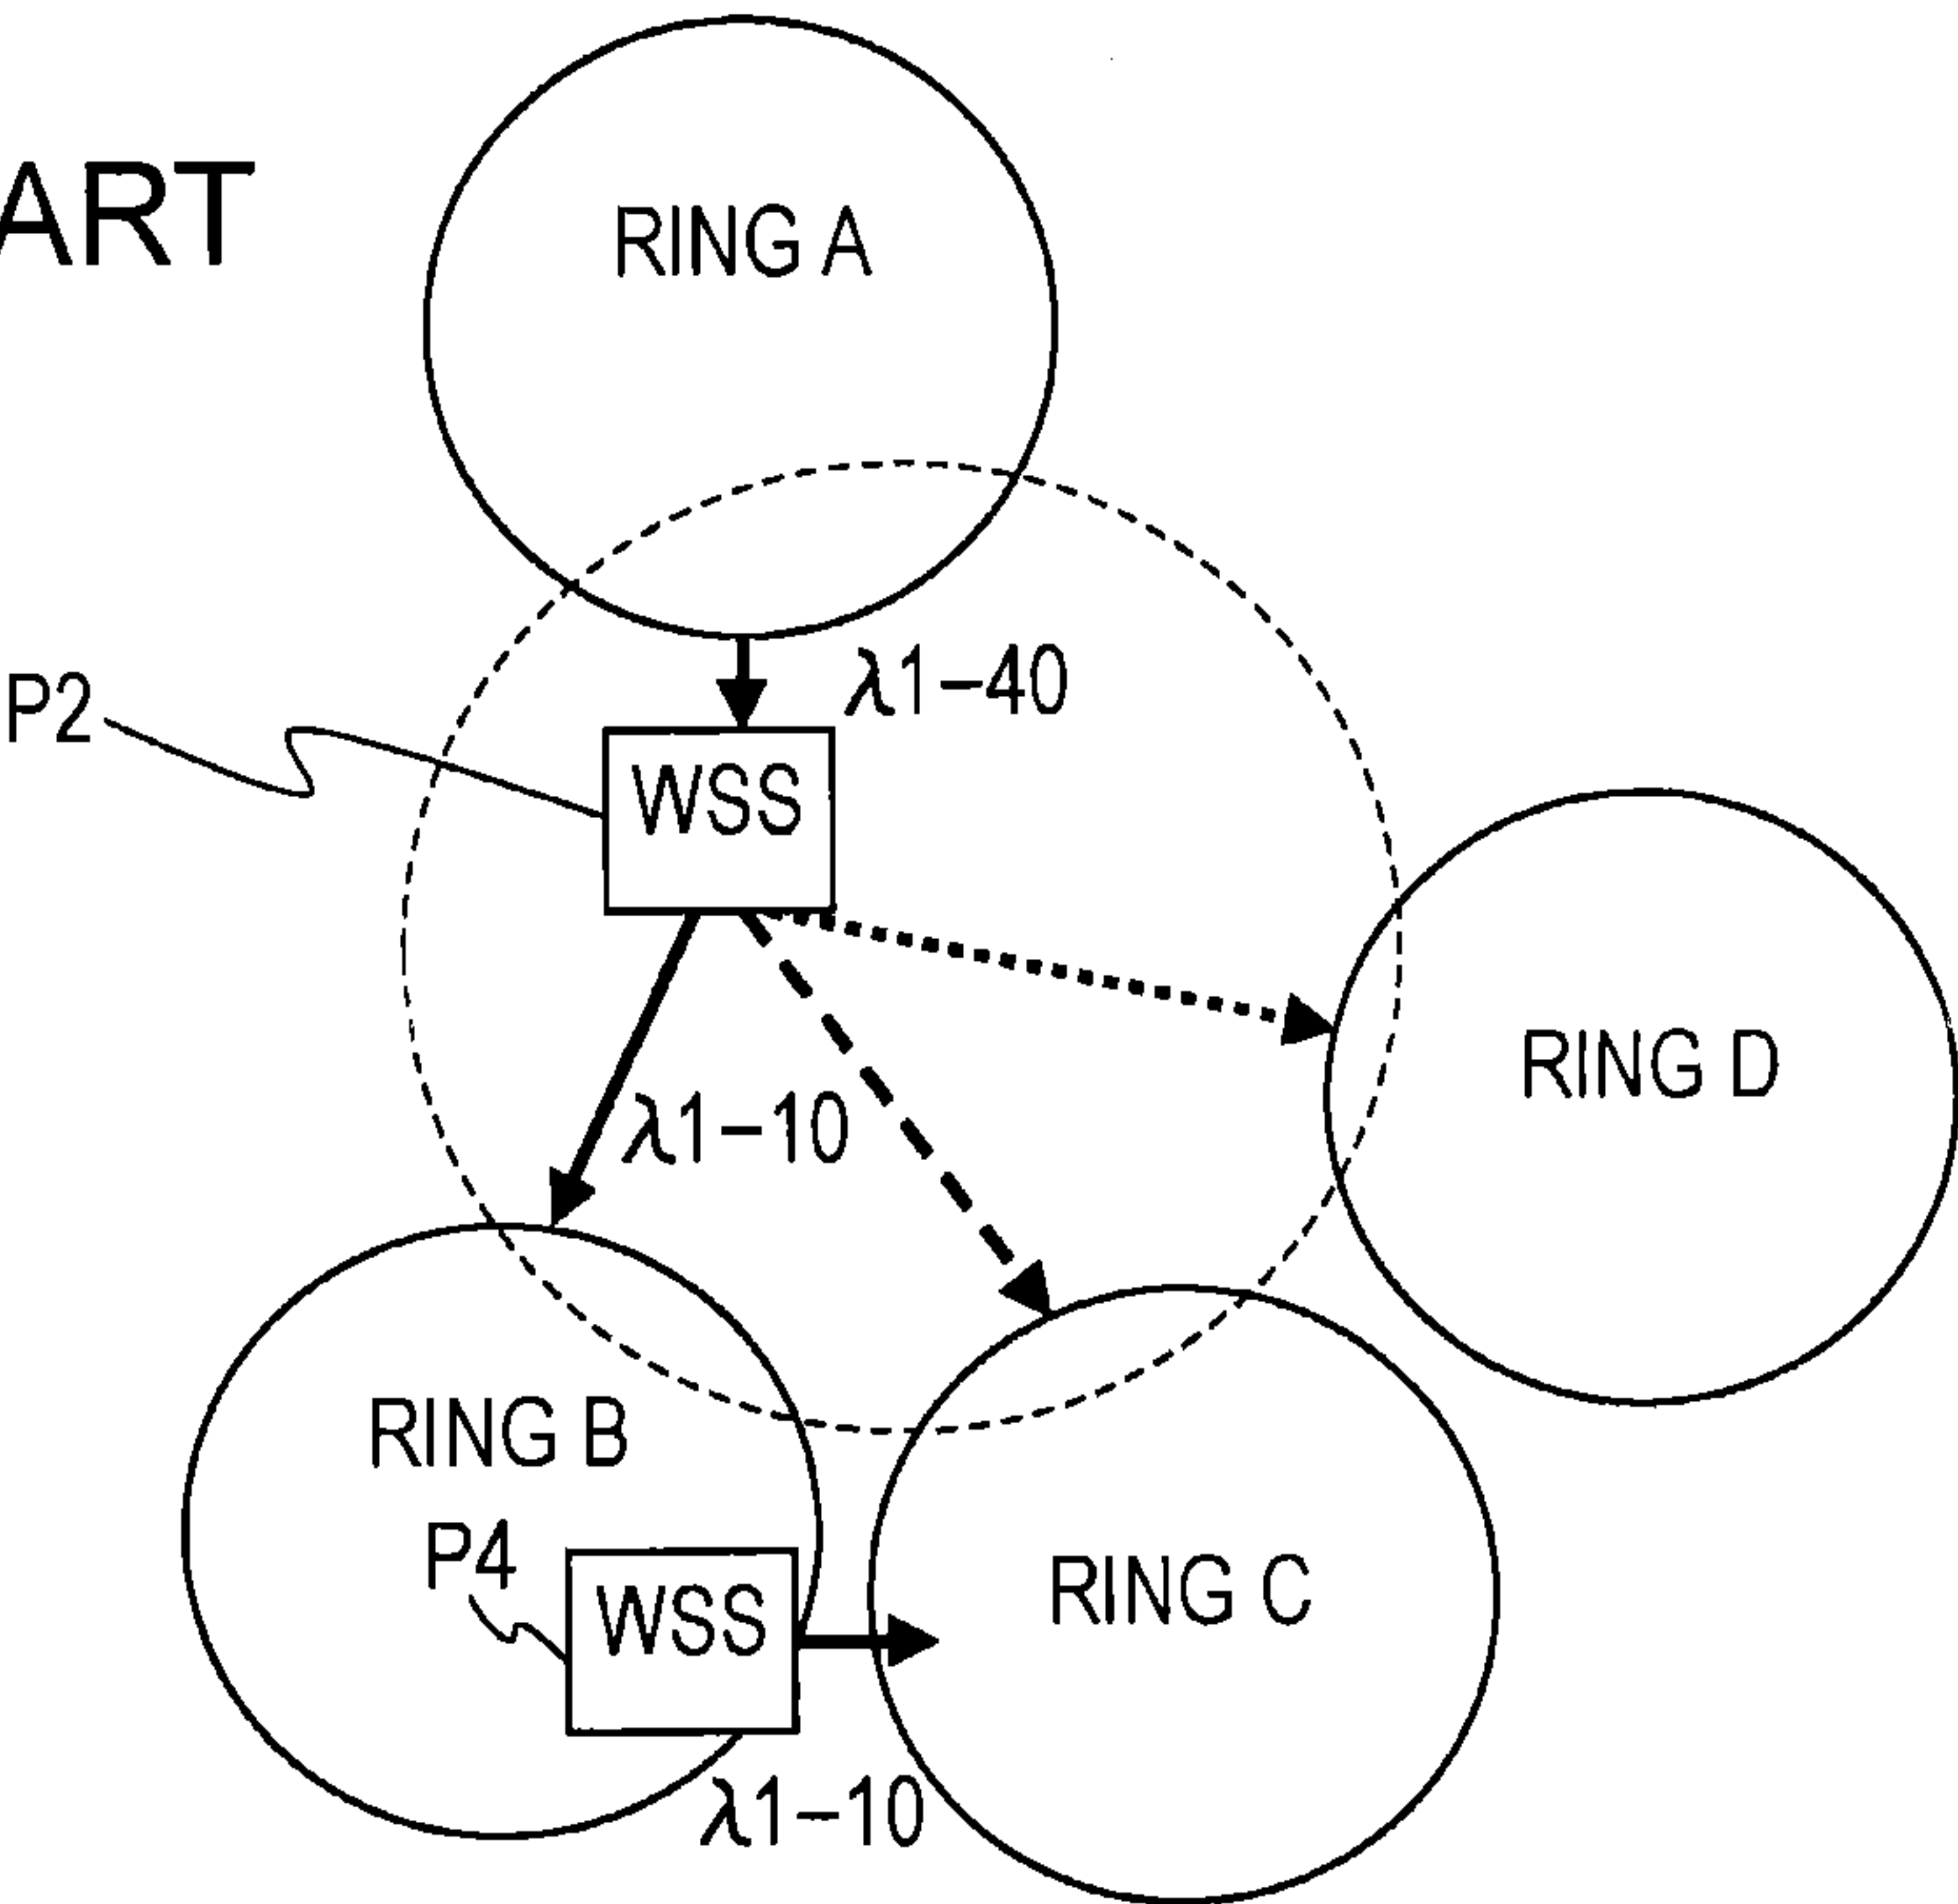 ART
RING A
λ1–40
P2
WSS
RING D
λ1–10
RING B
P4
WSS
RING C
λ1–10